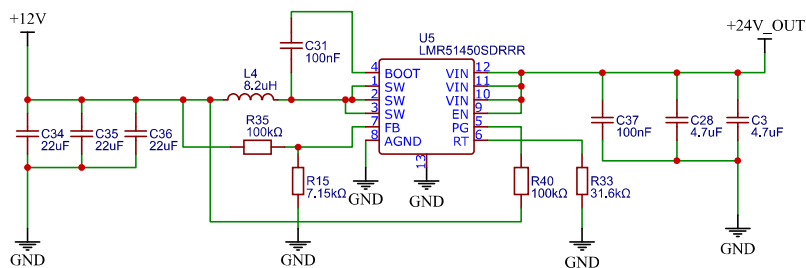 +12V
+24V_OUT
U5
LMR51450SDRRR
C31
100nF
L4
8.2uH
4 BOOT VIN 12
1 SW VIN 11
2 SW VIN 10
3 SW EN 9
7 FB PG 5
8 AGND RT 6
13
C34
22uF
C35
22uF
C36
22uF
R35
100kΩ
R15
7.15kΩ
R40
100kΩ
R33
31.6kΩ
C37
100nF
C28
4.7uF
C3
4.7uF
GND
GND
GND
GND
GND
GND